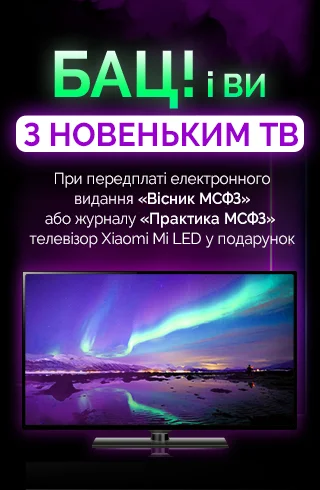 БАЦ! і ви
З НОВЕНЬКИМ ТВ
При передплаті електронного
видання «Вісник МСФЗ»
або журналу «Практика МСФЗ»
телевізор Xiaomi Mi LED у подарунок